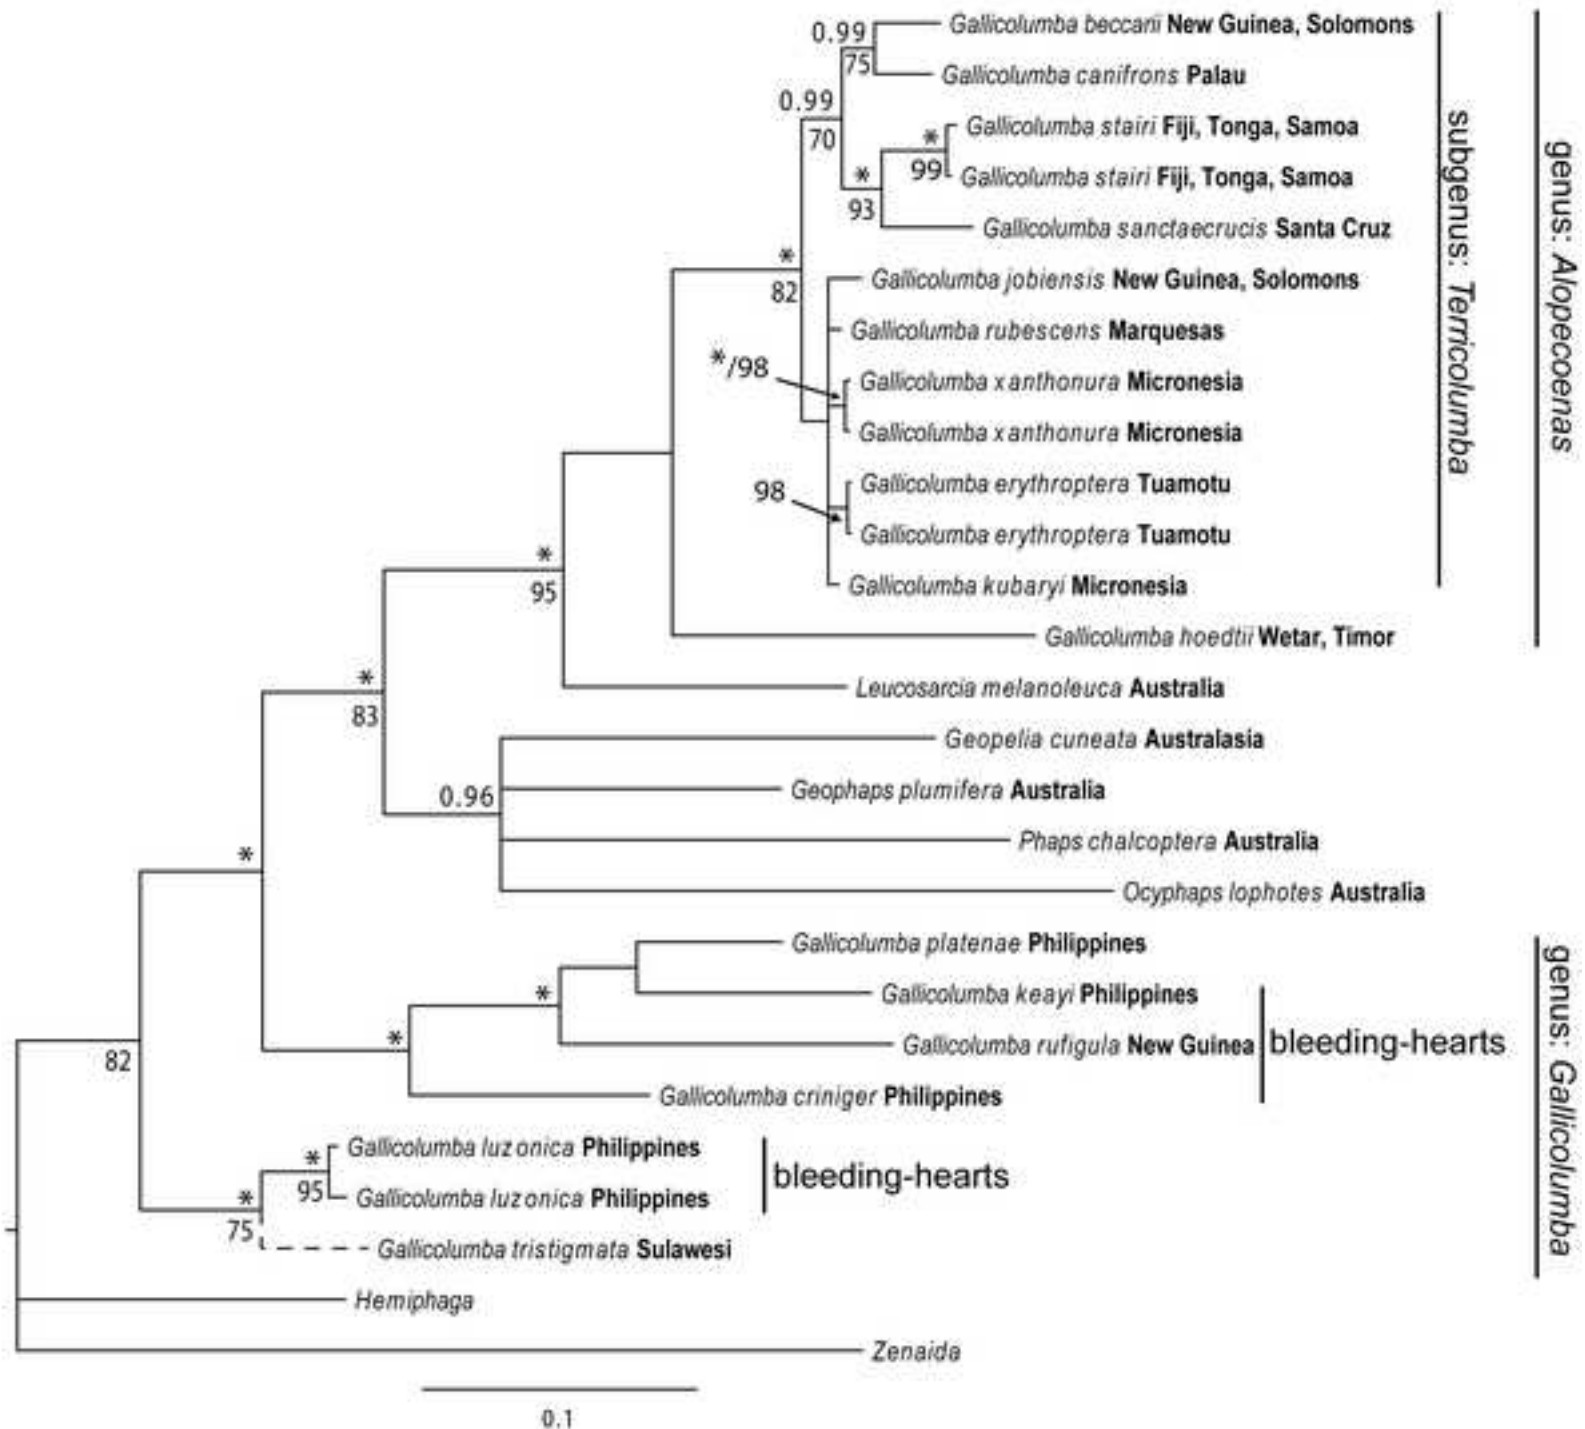 0.99
Gallicolumba beccarii New Guinea, Solomons
75
Gallicolumba canifrons Palau
0.99
70
* Gallicolumba stairi Fiji, Tonga, Samoa
99
Gallicolumba stairi Fiji, Tonga, Samoa
*
93
Gallicolumba sanctaecrucis Santa Cruz
*
82
Gallicolumba jobiensis New Guinea, Solomons
Gallicolumba rubescens Marquesas
*/98
Gallicolumba xanthonura Micronesia
Gallicolumba xanthonura Micronesia
98
Gallicolumba erythroptera Tuamotu
Gallicolumba erythroptera Tuamotu
Gallicolumba kubaryi Micronesia
subgenus: Terricolumba
genus: Alopecoenas
Gallicolumba hoedtii Wetar, Timor
*
95
Leucosarcia melanoleuca Australia
*
83
Geopelia cuneata Australasia
0.96
Geophaps plumifera Australia
Phaps chalcoptera Australia
Ocyphaps lophotes Australia
*
Gallicolumba platenae Philippines
*
Gallicolumba keayi Philippines
Gallicolumba rufigula New Guinea
bleeding-hearts
*
Gallicolumba criniger Philippines
82
Gallicolumba luzonica Philippines
*
95
Gallicolumba luzonica Philippines
bleeding-hearts
*
75
Gallicolumba tristigmata Sulawesi
genus: Gallicolumba
Hemiphaga
Zenaida
0.1